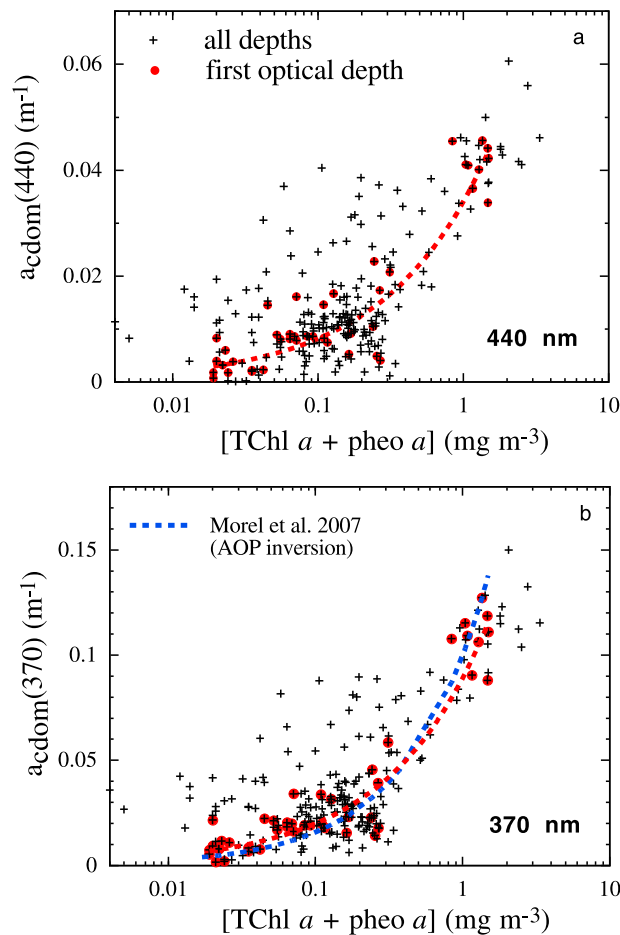 a
all depths
first optical depth
0.06
0.04
0.02
0
acdom(440) (m-1)
440 nm
0.01
0.1
1
10
[TChl a + pheo a] (mg m-3)
b
Morel et al. 2007
(AOP inversion)
0.15
0.1
0.05
0
acdom(370) (m-1)
370 nm
0.01
0.1
1
10
[TChl a + pheo a] (mg m-3)